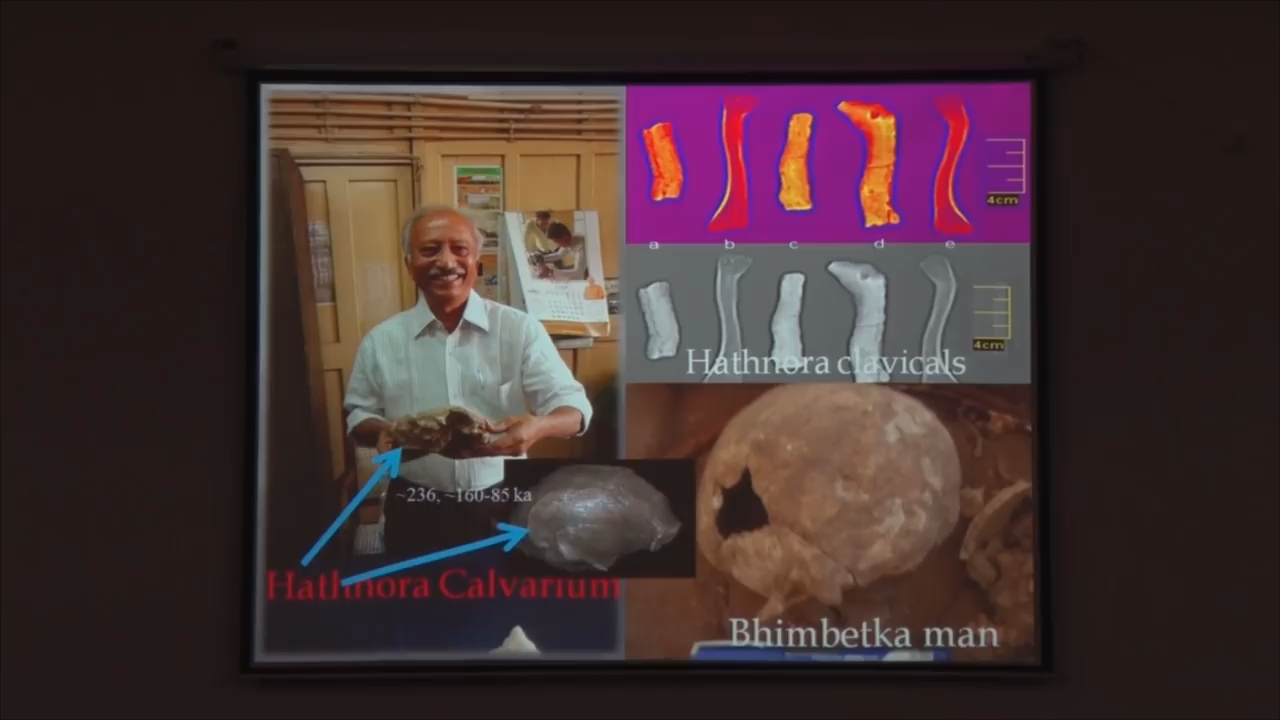 4cm
a b c d e
4cm
Hathnora clavicals
~236, ~160-85 ka
Hathnora Calvarium
Bhimbetka man